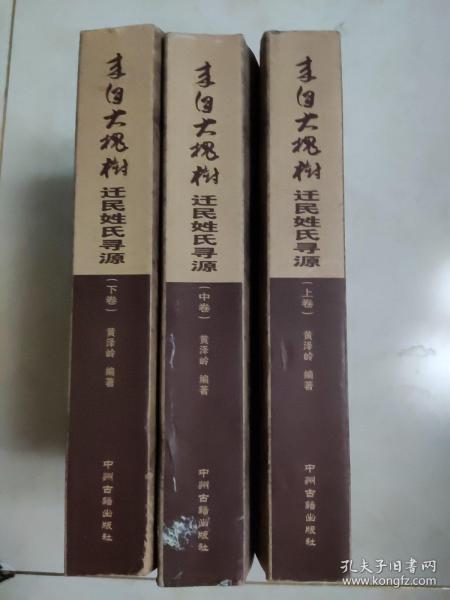 来自大槐树
迁民姓氏寻源
（下卷）
黄泽岭 编著
中州古籍出版社
来自大槐树
迁民姓氏寻源
（中卷）
黄泽岭 编著
中州古籍出版社
来自大槐树
迁民姓氏寻源
（上卷）
黄泽岭 编著
中州古籍出版社
孔夫子旧书网
www.kongfz.com